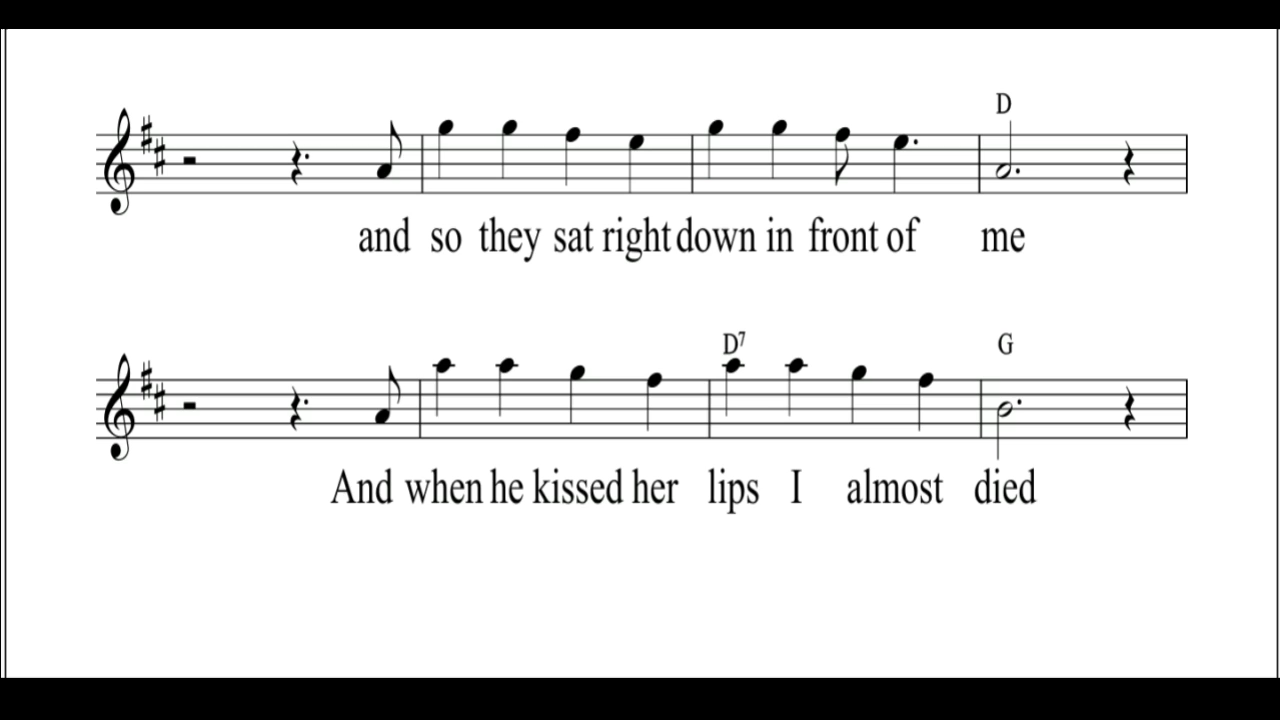 D
and so they sat right down in front of me
D7 G
And when he kissed her lips I almost died